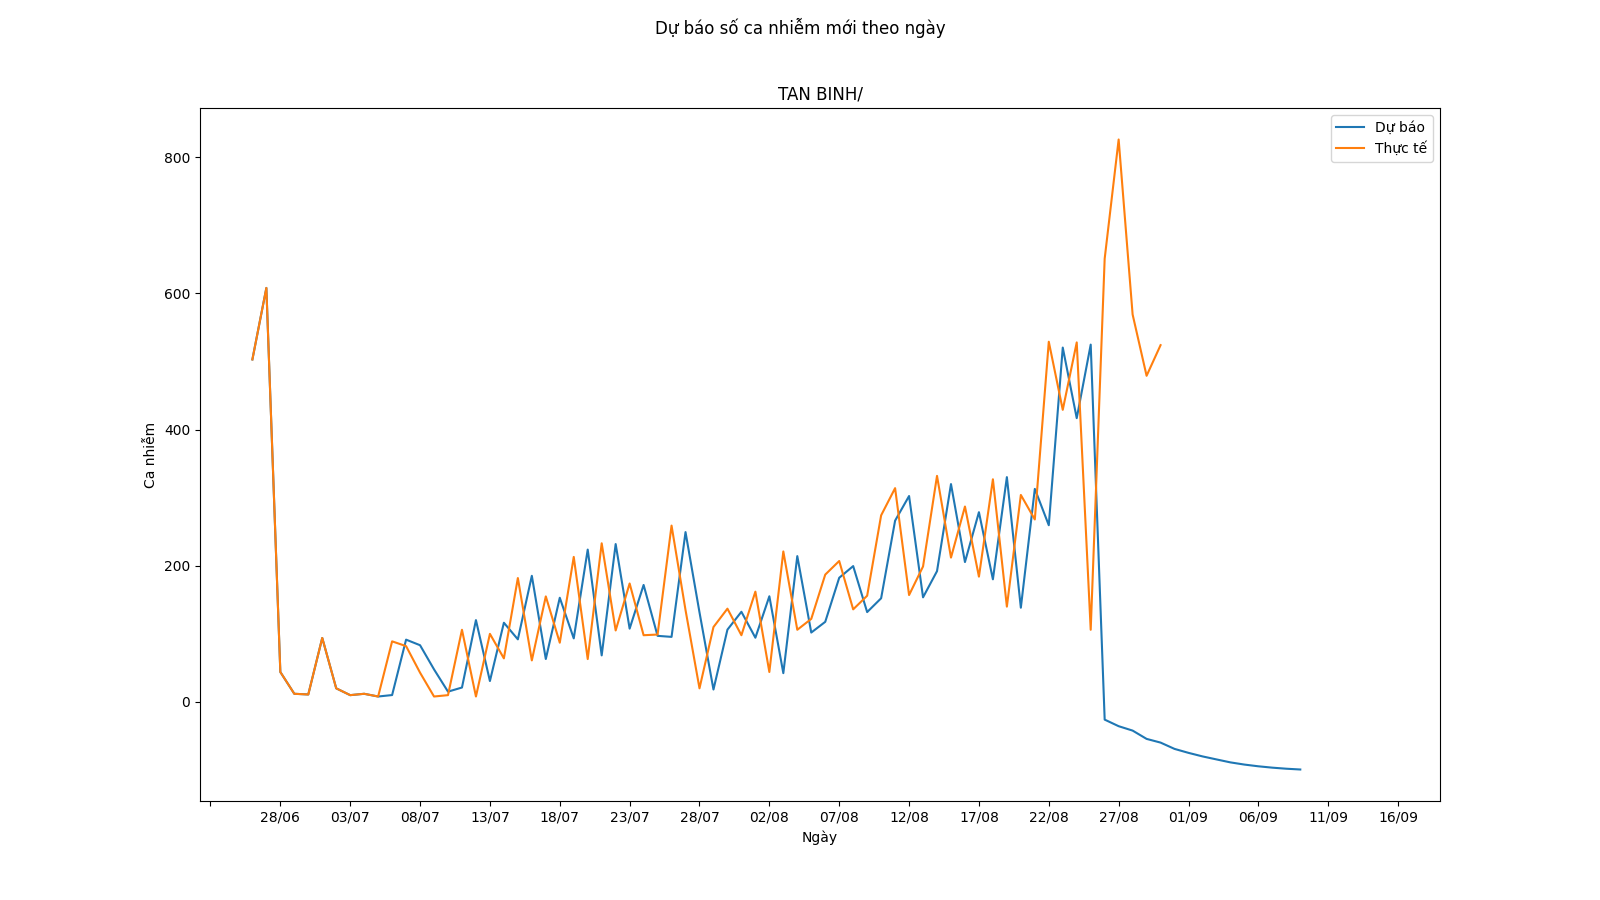 Dự báo số ca nhiễm mới theo ngày
TAN BINH/
Dự báo
Thực tế
800
600
400
200
0
Ca nhiễm
28/06 03/07 08/07 13/07 18/07 23/07 28/07 02/08 07/08 12/08 17/08 22/08 27/08 01/09 06/09 11/09 16/09
Ngày